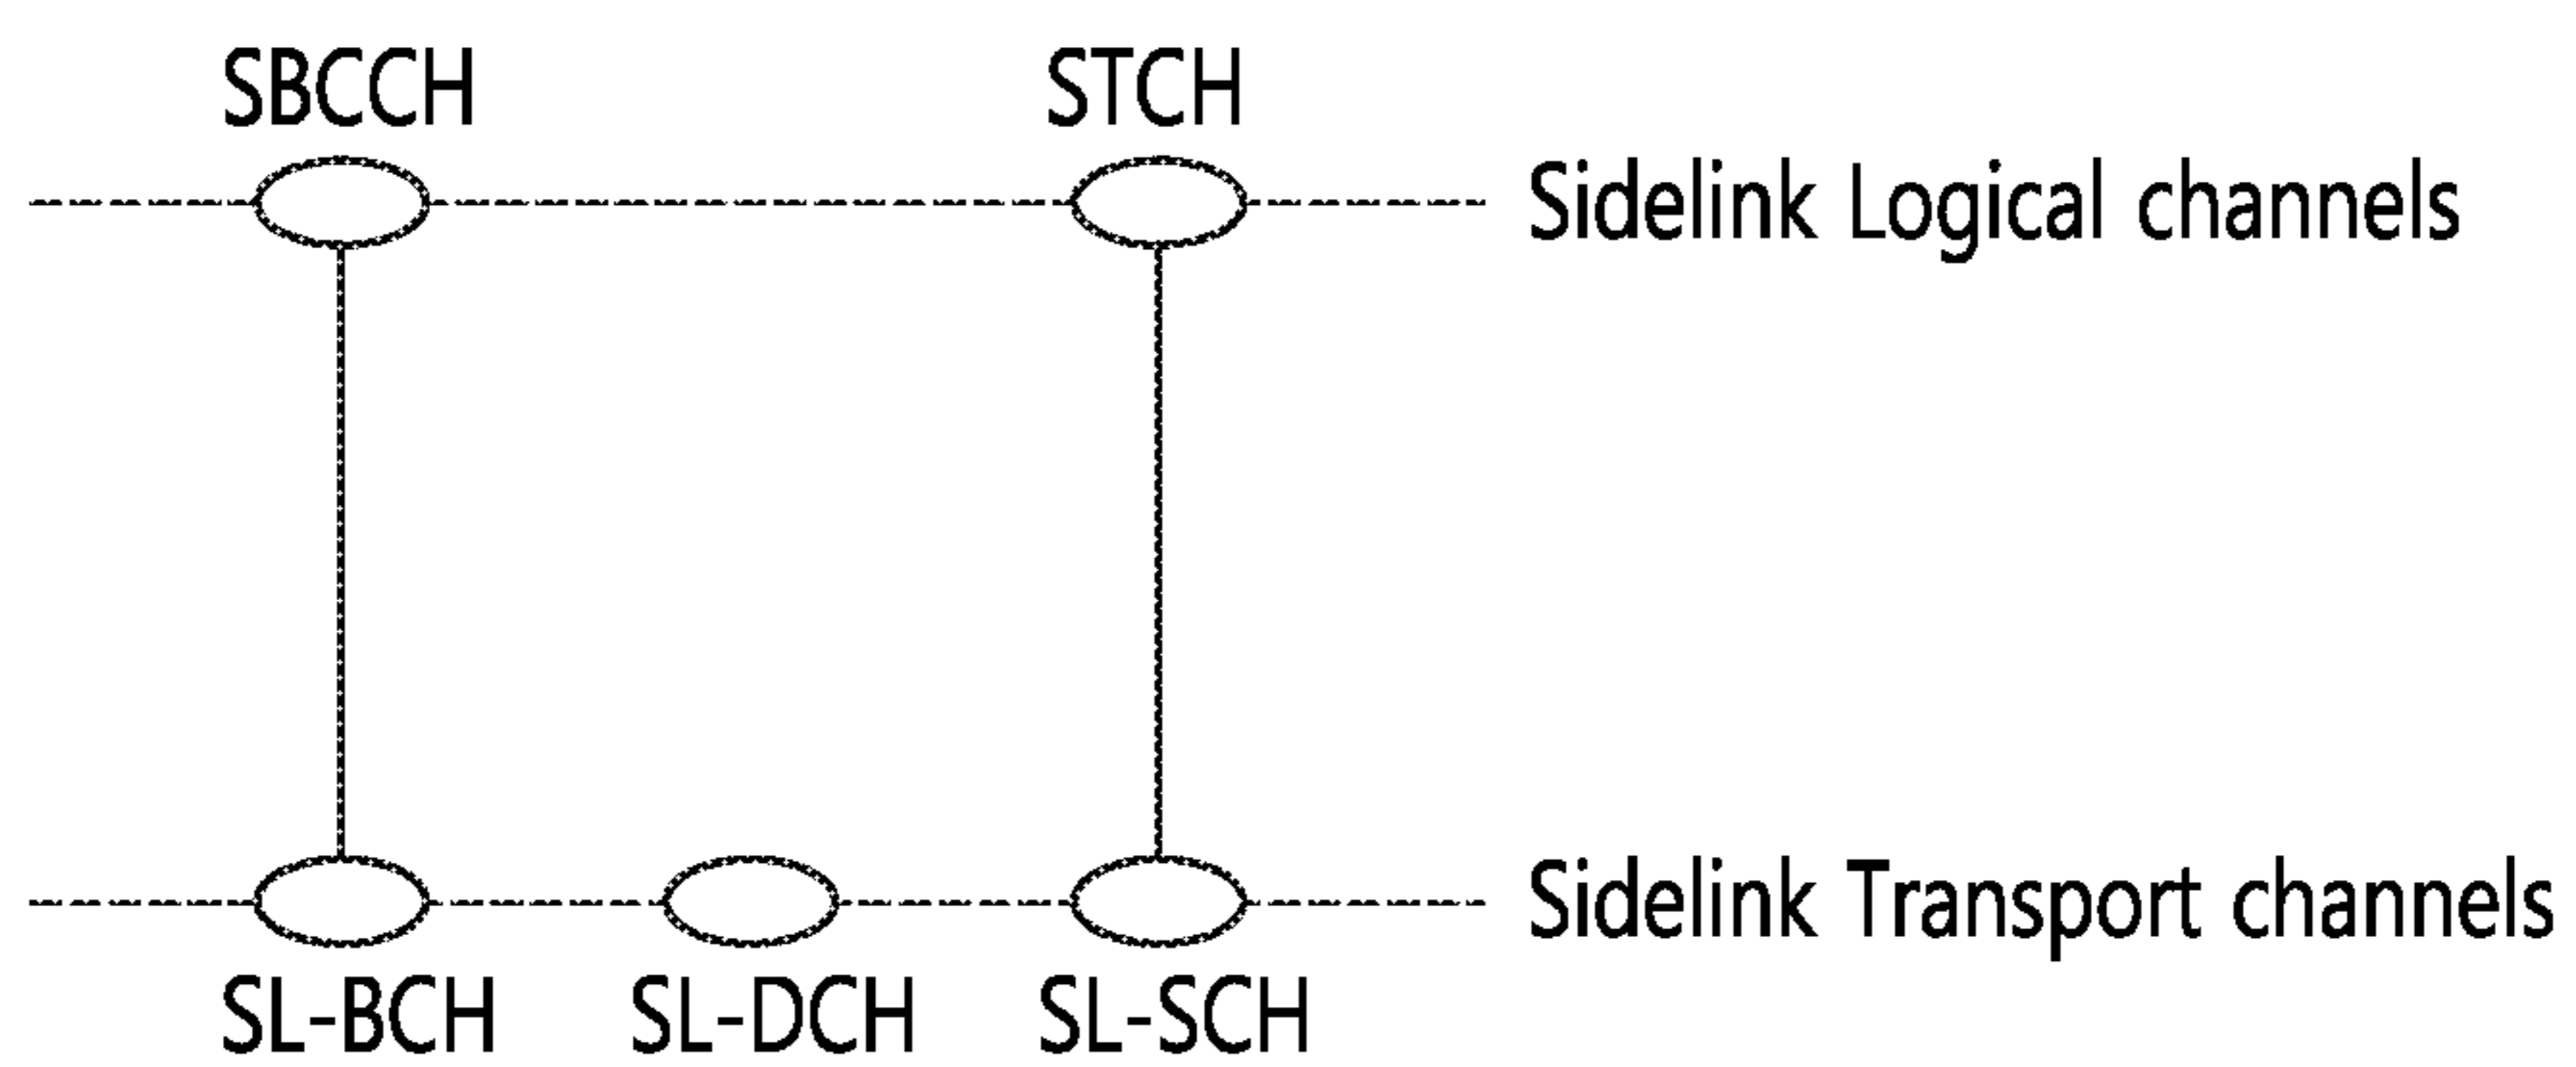 SBCCH STCH
Sidelink Logical channels
Sidelink Transport channels
SL-BCH SL-DCH SL-SCH